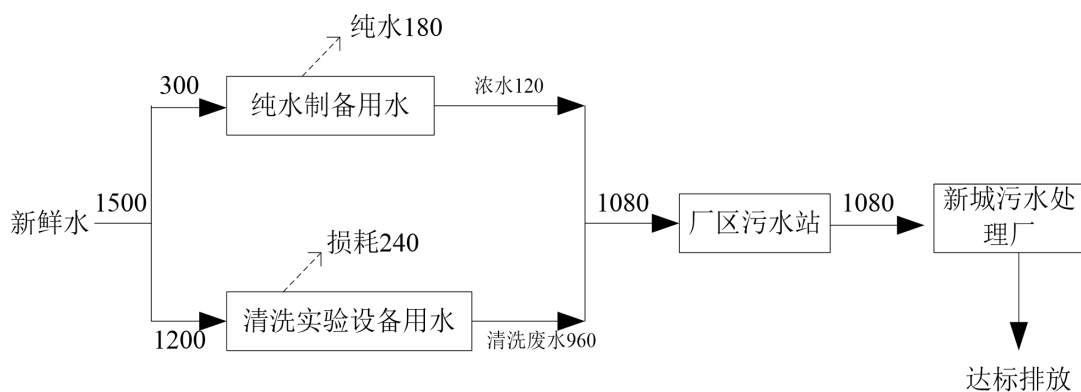 纯水180
300
纯水制备用水
浓水120
新鲜水
1500
1080
厂区污水站
1080
新城污水处
理厂
损耗240
1200
清洗实验设备用水
清洗废水960
达标排放